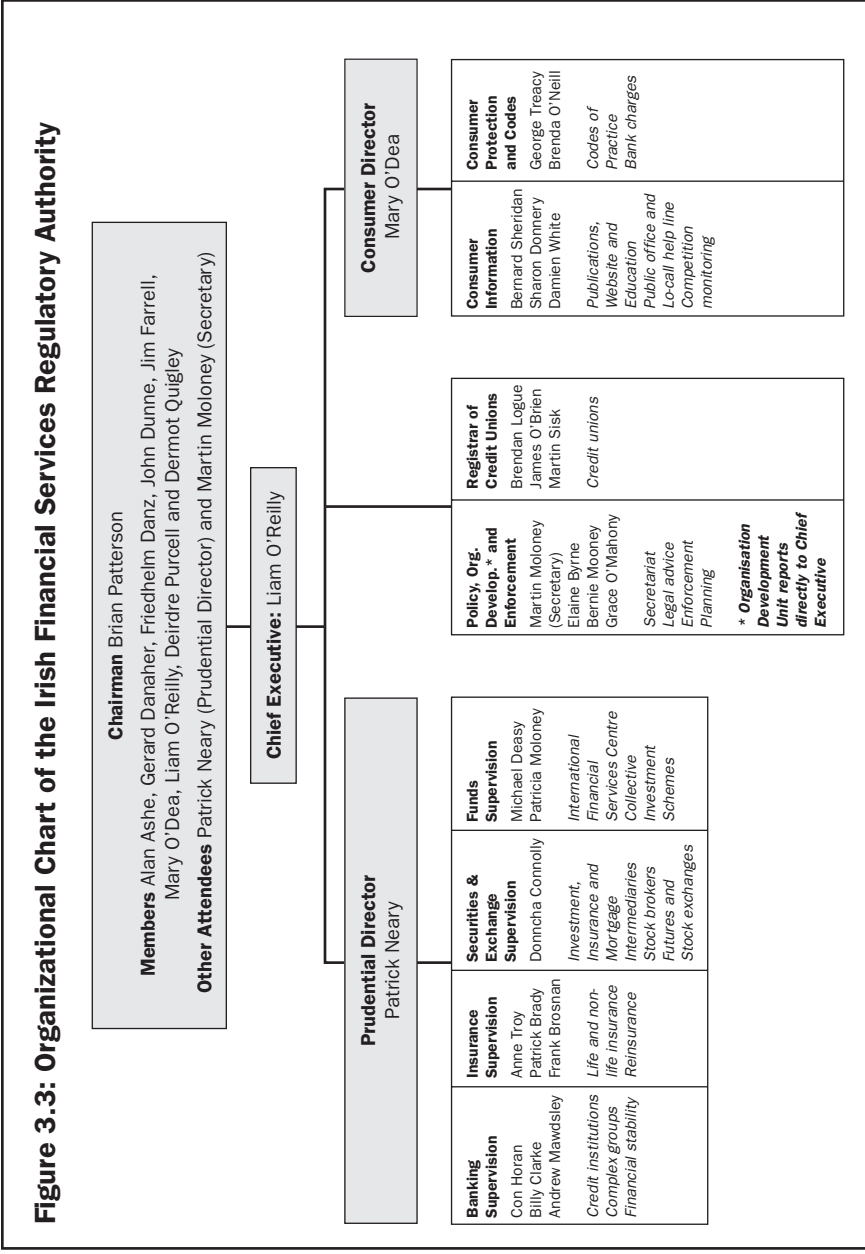 Figure 3.3: Organizational Chart of the Irish Financial Services Regulatory Authority
Chairman Brian Patterson
Members Alan Ashe, Gerard Danaher, Friedhelm Danz, John Dunne, Jim Farrell,
Mary O'Dea, Liam O'Reilly, Deirdre Purcell and Dermot Quigley
Other Attendees Patrick Neary (Prudential Director) and Martin Moloney (Secretary)
Chief Executive: Liam O'Reilly
Prudential Director
Patrick Neary
Consumer Director
Mary O'Dea
Banking
Supervision
Con Horan
Billy Clarke
Andrew Mawdsley
Credit institutions
Complex groups
Financial stability
Insurance
Supervision
Anne Troy
Patrick Brady
Frank Brosnan
Life and non-
life insurance
Reinsurance
Securities &
Exchange
Supervision
Donncha Connolly
Investment,
Insurance and
Mortgage
Intermediaries
Stock brokers
Futures and
Stock exchanges
Funds
Supervision
Michael Deasy
Patricia Moloney
International
Financial
Services Centre
Collective
Investment
Schemes
Policy, Org.
Develop.* and
Enforcement
Martin Moloney
(Secretary)
Elaine Byrne
Bernie Mooney
Grace O'Mahony
Secretariat
Legal advice
Enforcement
Planning
* Organisation
Development
Unit reports
directly to Chief
Executive
Registrar of
Credit Unions
Brendan Logue
James O'Brien
Martin Sisk
Credit unions
Consumer
Information
Bernard Sheridan
Sharon Donnery
Damien White
Publications,
Website and
Education
Public office and
Lo-call help line
Competition
monitoring
Consumer
Protection
and Codes
George Treacy
Brenda O'Neill
Codes of
Practice
Bank charges